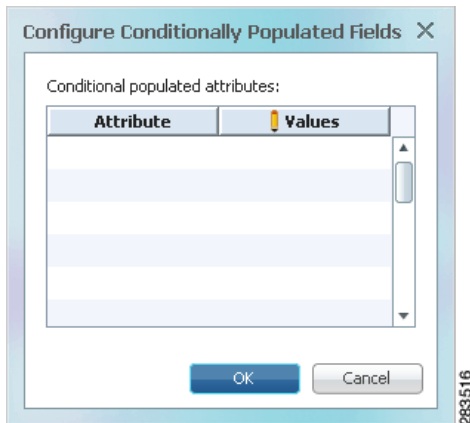 Configure Conditionally Populated Fields
Conditional populated attributes:
Attribute Values
OK Cancel
283516